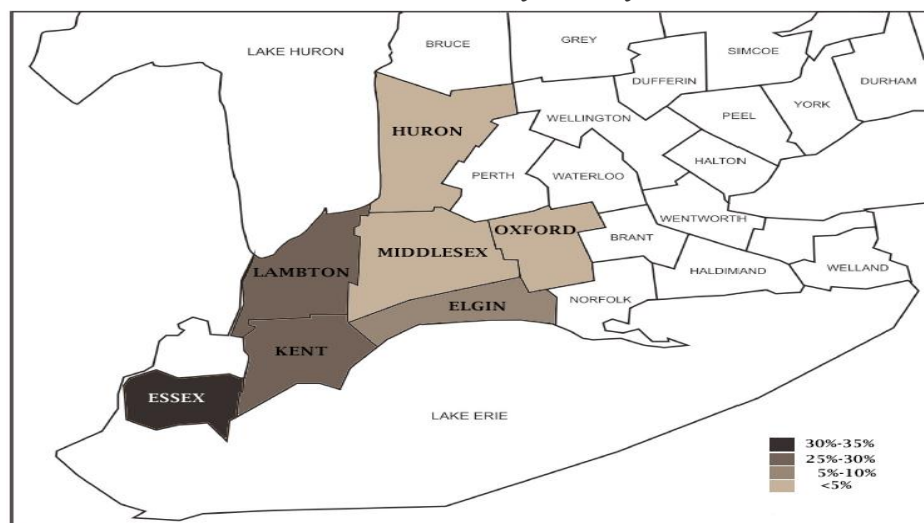 LAKE HURON
BRUCE
GREY
SIMCOE
DURHAM
DUFFERIN
YORK
PEEL
WELLINGTON
HURON
HALTON
PERTH
WATERLOO
WENTWORTH
OXFORD
BRANT
MIDDLESEX
LAMBTON
HALDIMAND
WELLAND
ELGIN
NORFOLK
KENT
ESSEX
LAKE ERIE
30%-35%
25%-30%
5%-10%
<5%